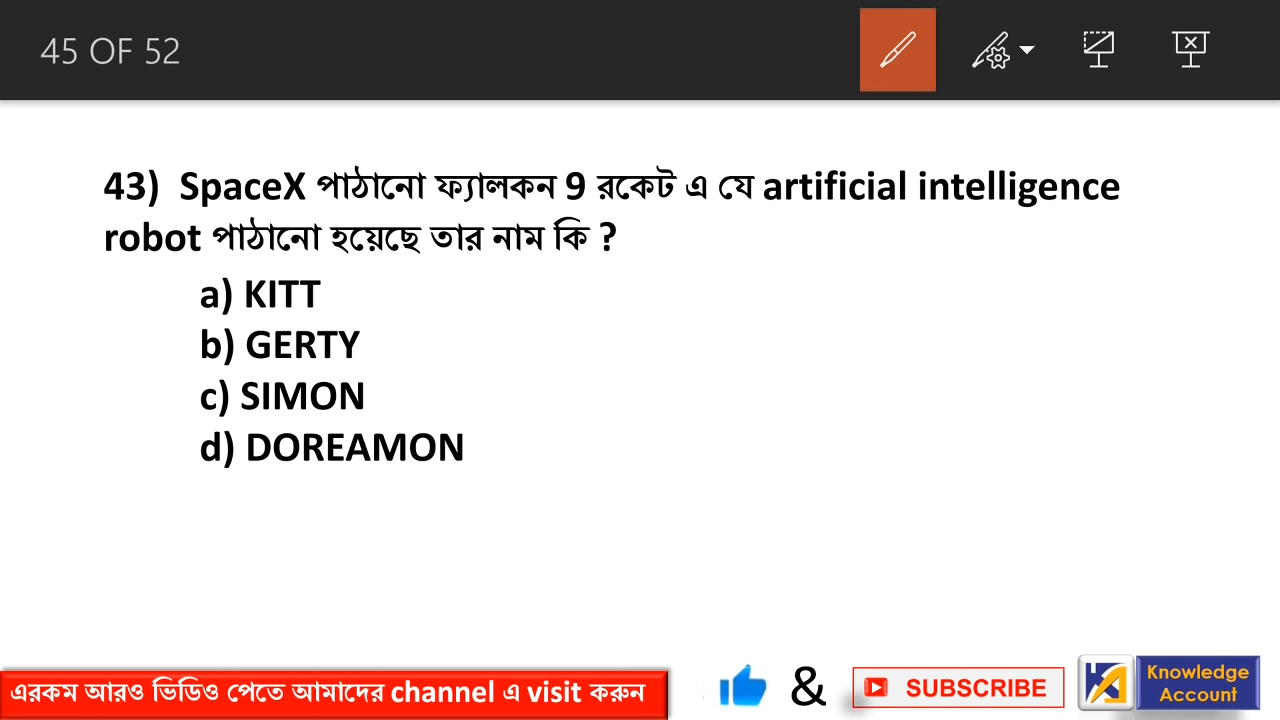 45 OF 52
43) SpaceX পাঠানো ফ্যালকন 9 রকেট এ যে artificial intelligence
robot পাঠানো হয়েছে তার নাম কি ?
a) KITT
b) GERTY
c) SIMON
d) DOREAMON
এরকম আরও ভিডিও পেতে আমাদের channel এ visit করুন
& SUBSCRIBE
Knowledge
Account